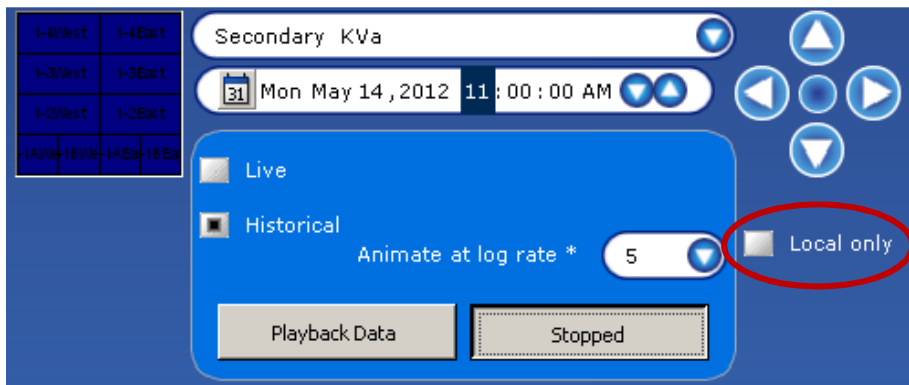 1-4West 1-4East
1-3West 1-3East
1-2West 1-2East
Secondary KVa
31 Mon May 14 , 2012 11 : 00 : 00 AM
Live
Historical
Animate at log rate * 5
Local only
Playback Data Stopped